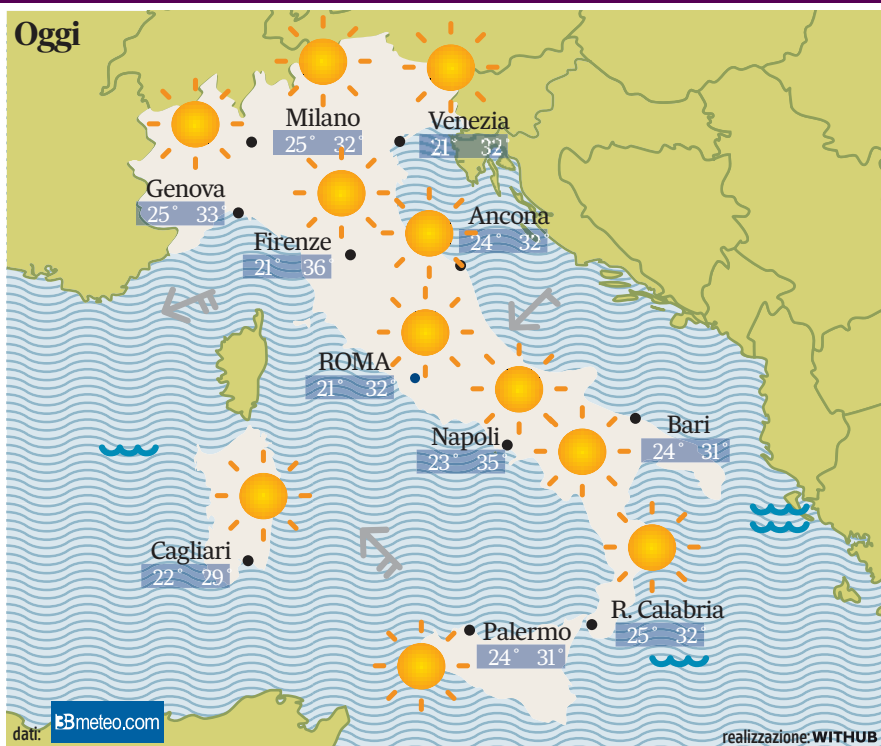 Oggi
Milano
25° 32°
Venezia
21° 32°
Genova
25° 33°
Ancona
24° 32°
Firenze
21° 36°
ROMA
21° 32°
Napoli
23° 35°
Bari
24° 31°
Cagliari
22° 29°
R. Calabria
25° 32°
Palermo
24° 31°
dati: 3Bmeteo.com
realizzazione: WITHUB